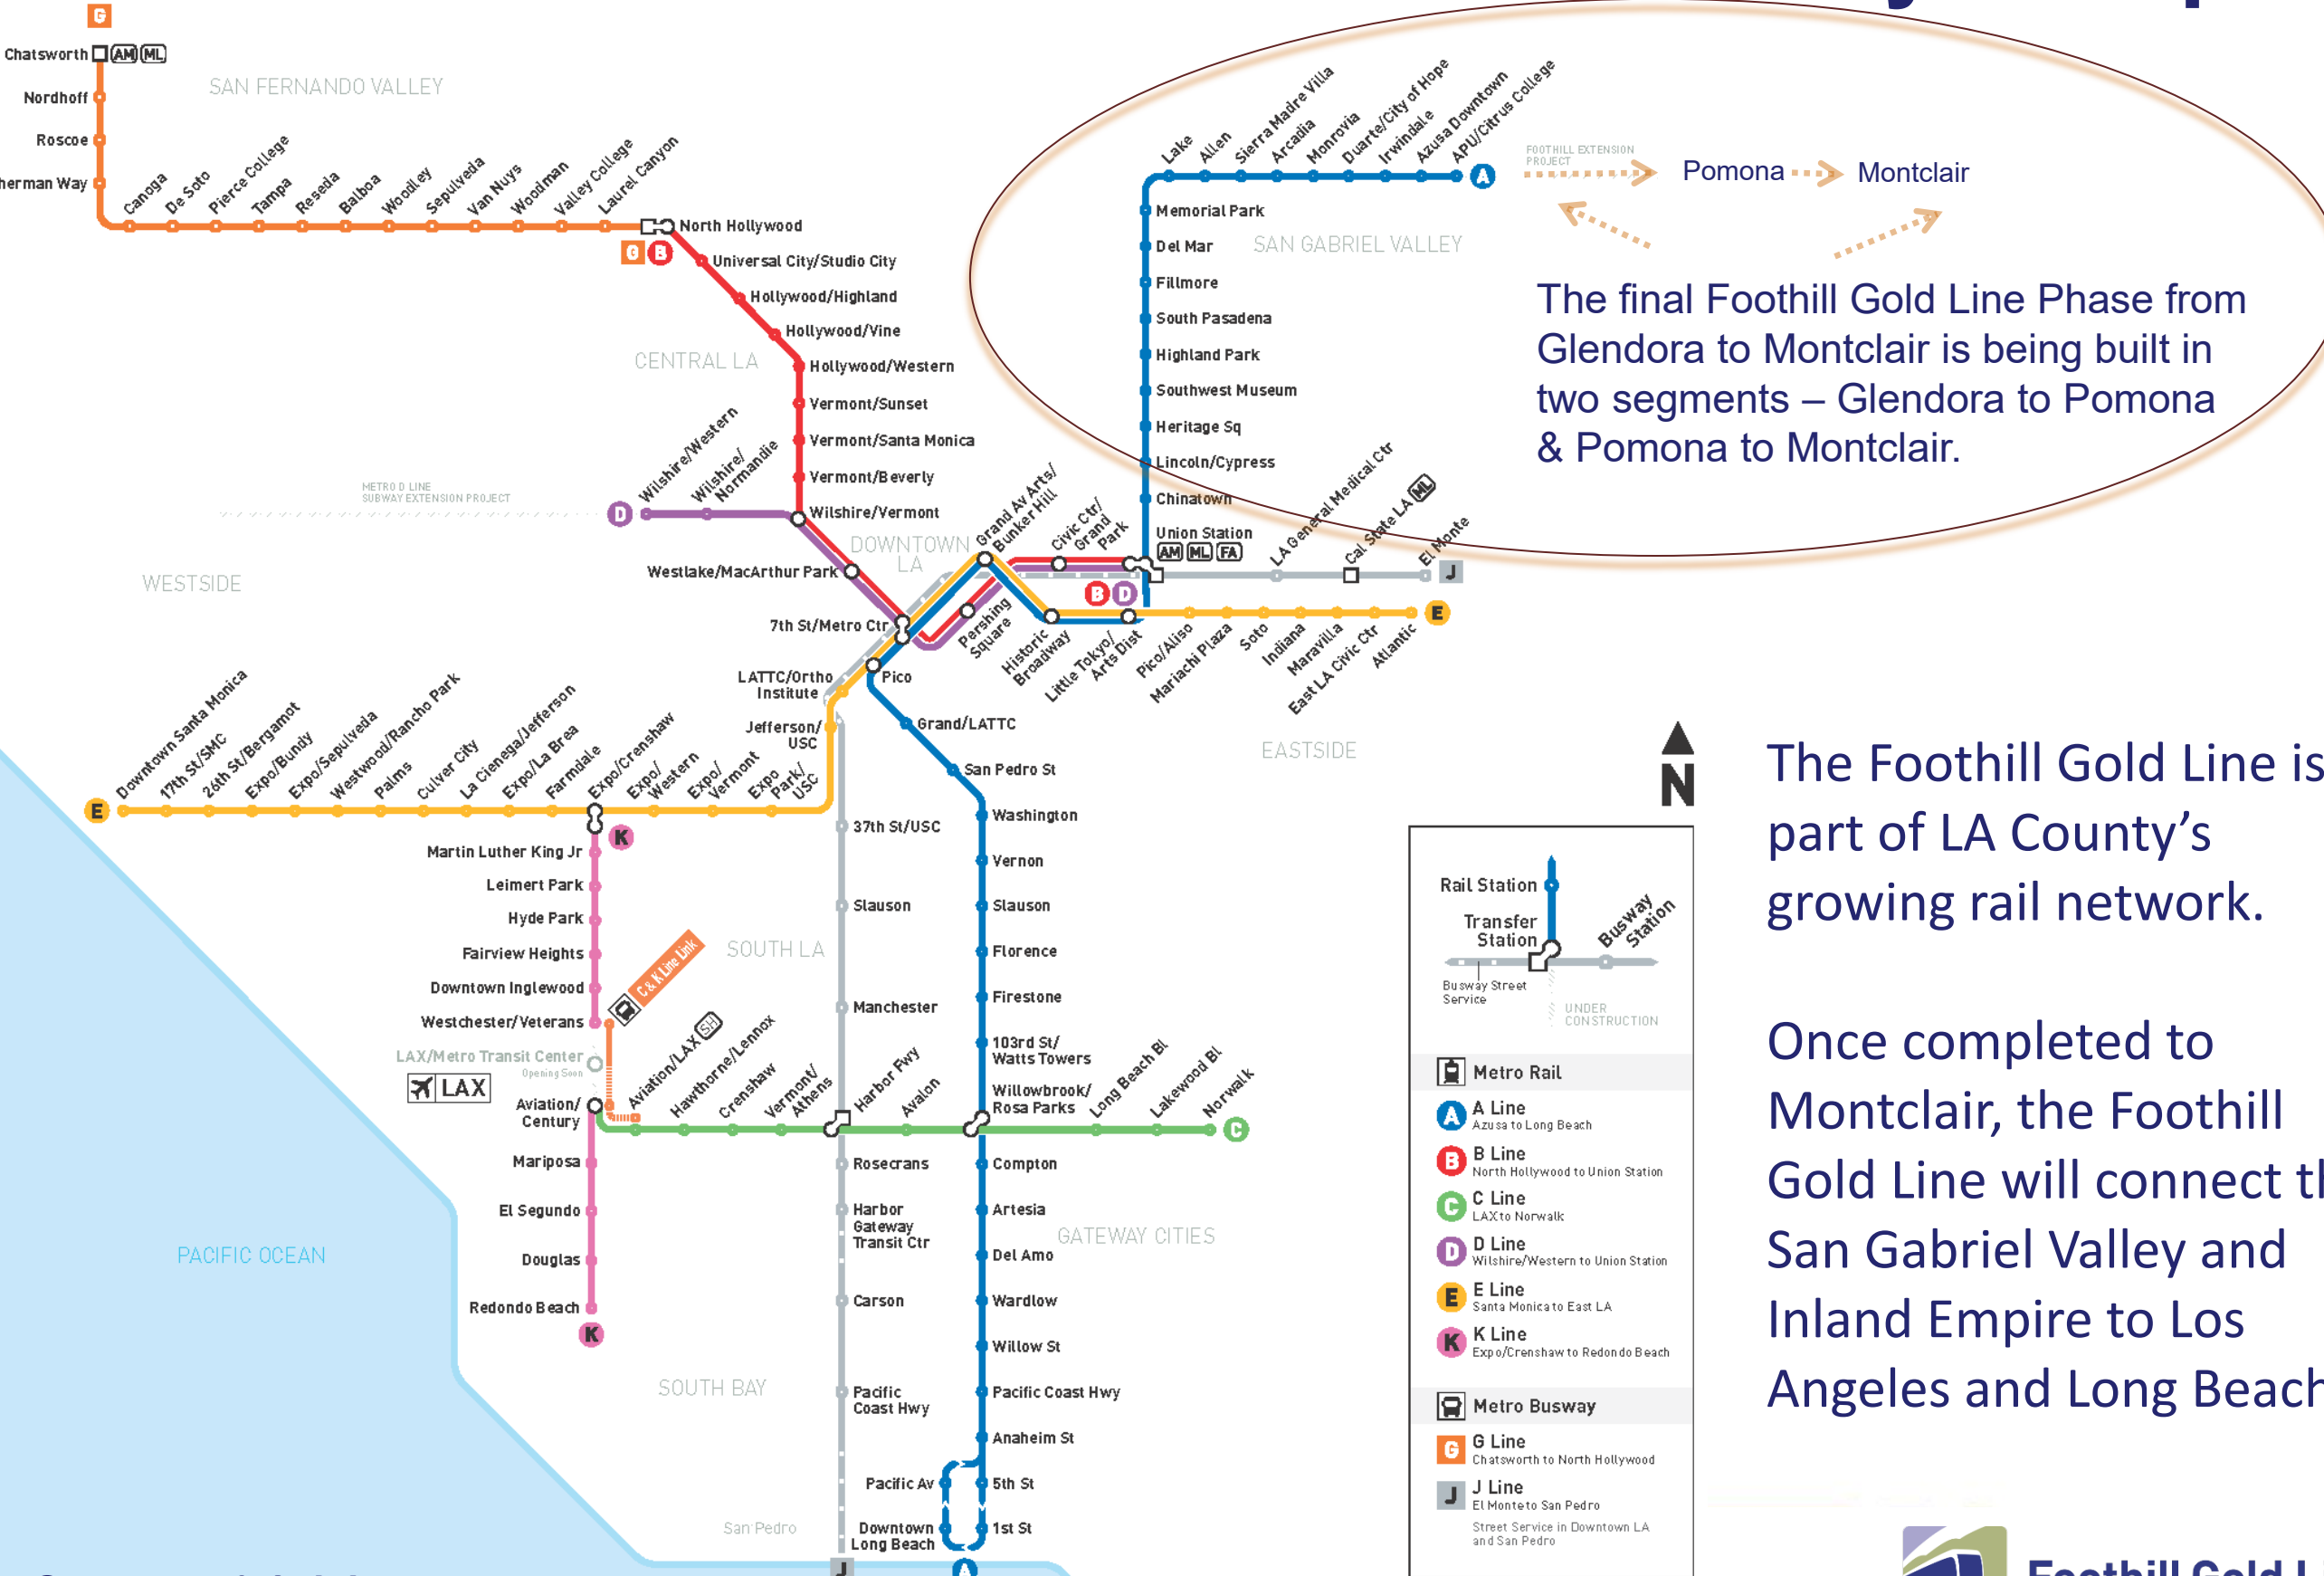 G
Chatsworth AM ML
Nordhoff
Roscoe
herman Way
SAN FERNANDO VALLEY
Canoga
De Soto
Pierce College
Tampa
Reseda
Balboa
Woodley
Sepulveda
Van Nuys
Woodman
Valley College
Laurel Canyon
North Hollywood
G B
Universal City/Studio City
Hollywood/Highland
Hollywood/Vine
CENTRAL LA
Hollywood/Western
Vermont/Sunset
Vermont/Santa Monica
Vermont/Beverly
Wilshire/Vermont
METRO D LINE
SUBWAY EXTENSION PROJECT
D
Wilshire/Western
Wilshire/
Normandie
WESTSIDE
DOWNTOWN
LA
Westlake/MacArthur Park
7th St/Metro Ctr
Pershing
Square
Grand Av Arts/
Bunker Hill
Civic Ctr/
Grand
Park
B D
Historic
Broadway
Little Tokyo/
Arts Dist
Lake
Allen
Sierra Madre Villa
Arcadia
Monrovia
Duarte/City of Hope
Irwindale
Azusa Downtown
APU/Citrus College
A
FOOTHILL EXTENSION
PROJECT
Pomona
Montclair
Memorial Park
Del Mar
SAN GABRIEL VALLEY
Fillmore
South Pasadena
Highland Park
Southwest Museum
Heritage Sq
Lincoln/Cypress
Chinatown
Union Station
AM ML FA
The final Foothill Gold Line Phase from
Glendora to Montclair is being built in
two segments – Glendora to Pomona
& Pomona to Montclair.
LA General Medical Ctr
Cal State LA ML
El Monte
J
Pico/Aliso
Mariachi Plaza
Soto
Indiana
Maravilla
East LA Civic Ctr
Atlantic
E
EASTSIDE
LATTC/Ortho
Institute
Pico
Jefferson/
USC
Grand/LATTC
San Pedro St
E
Downtown Santa Monica
17th St/SMC
26th St/Bergamot
Expo/Bundy
Expo/Sepulveda
Westwood/Rancho Park
Palms
Culver City
La Cienega/Jefferson
Expo/La Brea
Farmdale
Expo/Crenshaw
Expo/
Western
Expo/
Vermont
Expo
Park/
USC
K
Martin Luther King Jr
Leimert Park
Hyde Park
Fairview Heights
Downtown Inglewood
Westchester/Veterans
C & K Line Link
LAX/Metro Transit Center
Opening Soon
LAX
Aviation/
Century
Mariposa
El Segundo
Douglas
Redondo Beach
K
Aviation/LAX SH
Hawthorne/Lennox
Crenshaw
Vermont/
Athens
Harbor Fwy
Avalon
Long Beach Bl
Lakewood Bl
Norwalk
C
SOUTH LA
37th St/USC
Slauson
Manchester
Rosecrans
Harbor
Gateway
Transit Ctr
Carson
Pacific
Coast Hwy
SOUTH BAY
San Pedro
J
Washington
Vernon
Slauson
Florence
Firestone
103rd St/
Watts Towers
Willowbrook/
Rosa Parks
Compton
Artesia
GATEWAY CITIES
Del Amo
Wardlow
Willow St
Pacific Coast Hwy
Anaheim St
Pacific Av
5th St
Downtown
Long Beach
1st St
A
PACIFIC OCEAN
N
Rail Station
Transfer
Station
Busway
Station
Busway Street
Service
UNDER
CONSTRUCTION
Metro Rail
A A Line
Azusa to Long Beach
B B Line
North Hollywood to Union Station
C C Line
LAX to Norwalk
D D Line
Wilshire/Western to Union Station
E E Line
Santa Monica to East LA
K K Line
Expo/Crenshaw to Redondo Beach
Metro Busway
G G Line
Chatsworth to North Hollywood
J J Line
El Monte to San Pedro
Street Service in Downtown LA
and San Pedro
The Foothill Gold Line is
part of LA County’s
growing rail network.
Once completed to
Montclair, the Foothill
Gold Line will connect th
San Gabriel Valley and
Inland Empire to Los
Angeles and Long Beach
Foothill Gold L